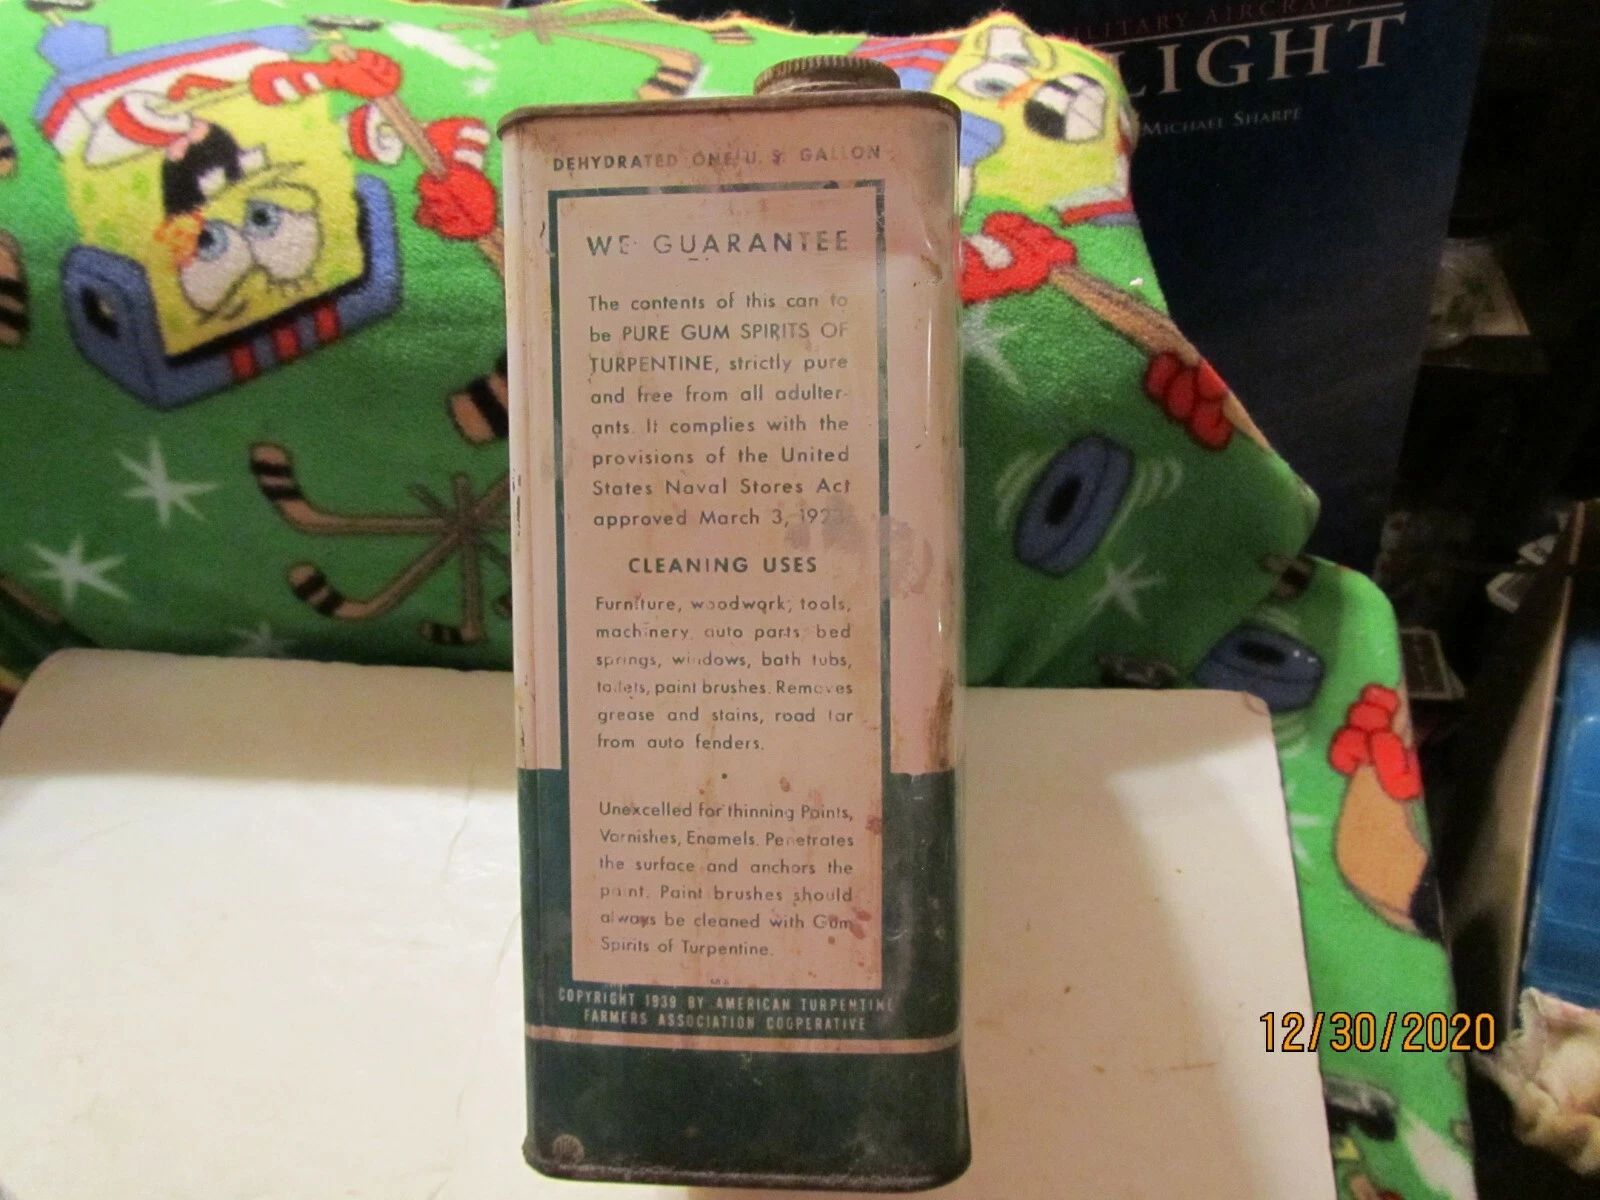 MILITARY AIRCRAFT
LIGHT
MICHAEL SHARPE
DEHYDRATED ONE U. S. GALLON
WE GUARANTEE
The contents of this can to
be PURE GUM SPIRITS OF
TURPENTINE, strictly pure
and free from all adulter-
ants. It complies with the
provisions of the United
States Naval Stores Act
approved March 3, 1923
CLEANING USES
Furniture, woodwork, tools,
machinery, auto parts, bed
springs, windows, bath tubs,
toilets, paint brushes. Removes
grease and stains, road tar
from auto fenders.
Unexcelled for thinning Paints,
Varnishes, Enamels. Penetrates
the surface and anchors the
paint. Paint brushes should
always be cleaned with Gum
Spirits of Turpentine.
COPYRIGHT 1939 BY AMERICAN TURPENTINE
FARMERS ASSOCIATION COOPERATIVE
12/30/2020